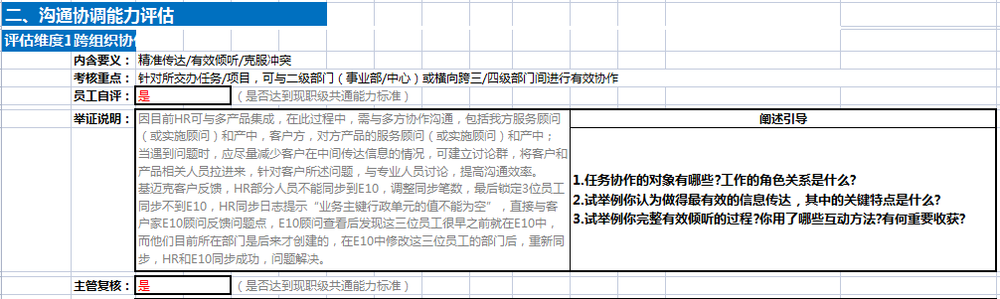 二、沟通协调能力评估
评估维度1跨组织协作
内含要义：精准传达/有效倾听/克服冲突
考核重点：针对所交办任务/项目，可与二级部门（事业部/中心）或横向跨三/四级部门间进行有效协作
员工自评：是（是否达到现职级共通能力标准）
举证说明：
因目前HR可与多产品集成，在此过程中，需与多方协作沟通，包括我方服务顾问
（或实施顾问）和产中，客户方，对方产品的服务顾问（或实施顾问）和产中；
当遇到问题时，应尽量减少客户在中间传达信息的情况，可建立讨论群，将客户和
产品相关人员拉进来，针对客户所述问题，与专业人员讨论，提高沟通效率。
基迈克客户反馈，HR部分人员不能同步到E10，调整同步笔数，最后锁定3位员工
同步不到E10，HR同步日志提示“业务主键行政单元的值不能为空”，直接与客
户家E10顾问反馈问题点，E10顾问查看后发现这三位员工很早之前就在E10中，
而他们目前所在部门是后来才创建的，在E10中修改这三位员工的部门后，重新同
步，HR和E10同步成功，问题解决。
阐述引导
1.任务协作的对象有哪些?工作的角色关系是什么?
2.试举例你认为做得最有效的信息传达，其中的关键特点是什么?
3.试举例你完整有效倾听的过程?你用了哪些互动方法?有何重要收获?
主管复核：是（是否达到现职级共通能力标准）